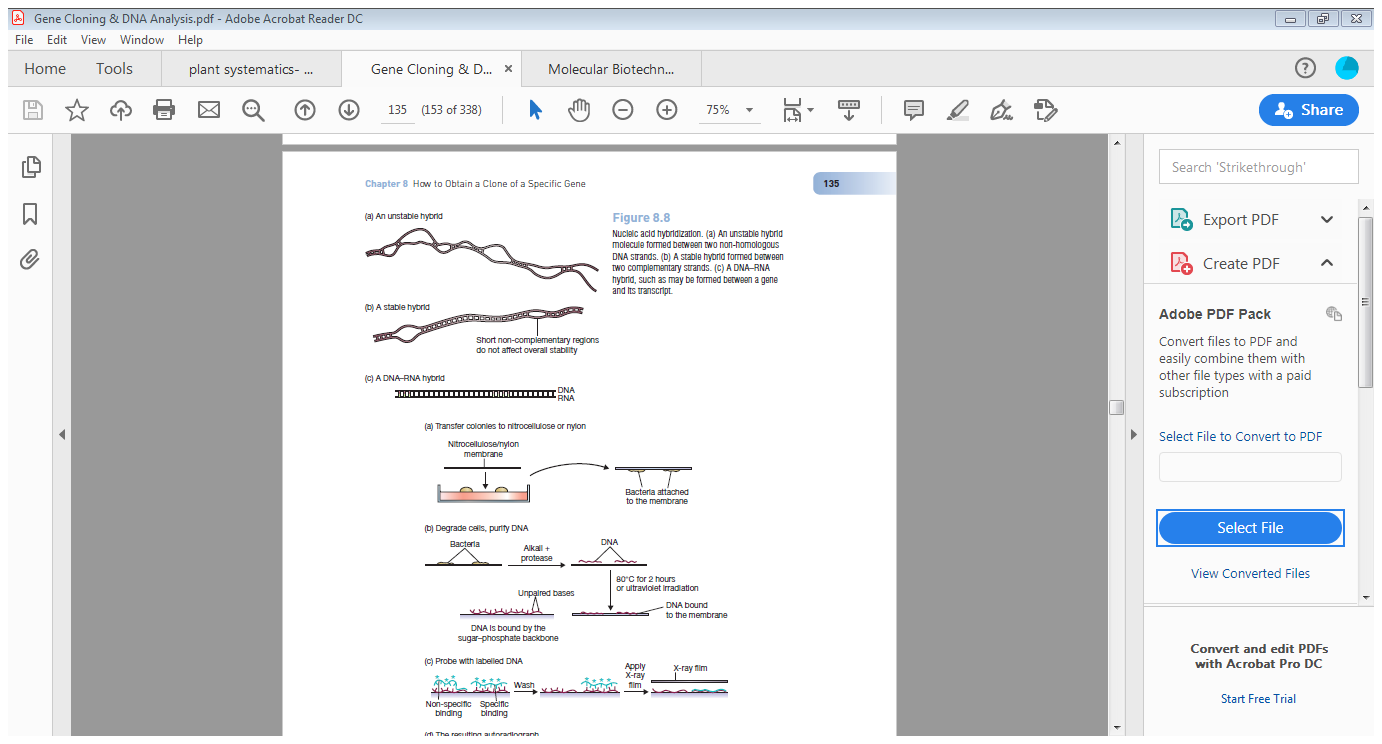 Gene Cloning & DNA Analysis.pdf - Adobe Acrobat Reader DC
File Edit View Window Help
Home Tools plant systematics- ... Gene Cloning & D... × Molecular Biotechn...
135 (153 of 338) 75% Share
Chapter 8 How to Obtain a Clone of a Specific Gene 135
(a) An unstable hybrid
Figure 8.8
Nucleic acid hybridization. (a) An unstable hybrid
molecule formed between two non-homologous
DNA strands. (b) A stable hybrid formed between
two complementary strands. (c) A DNA–RNA
hybrid, such as may be formed between a gene
and its transcript.
(b) A stable hybrid
Short non-complementary regions
do not affect overall stability
(c) A DNA–RNA hybrid
DNA
RNA
(a) Transfer colonies to nitrocellulose or nylon
Nitrocellulose/nylon
membrane
Bacteria attached
to the membrane
(b) Degrade cells, purify DNA
Bacteria
Alkali +
protease
DNA
80°C for 2 hours
or ultraviolet irradiation
Unpaired bases
DNA bound
to the membrane
DNA is bound by the
sugar–phosphate backbone
(c) Probe with labelled DNA
Wash
Apply
X-ray
film
X-ray film
Non-specific
binding
Specific
binding
(d) The resulting autoradiograph
Search 'Strikethrough'
Export PDF
Create PDF
Adobe PDF Pack
Convert files to PDF and
easily combine them with
other file types with a paid
subscription
Select File to Convert to PDF
Select File
View Converted Files
Convert and edit PDFs
with Acrobat Pro DC
Start Free Trial